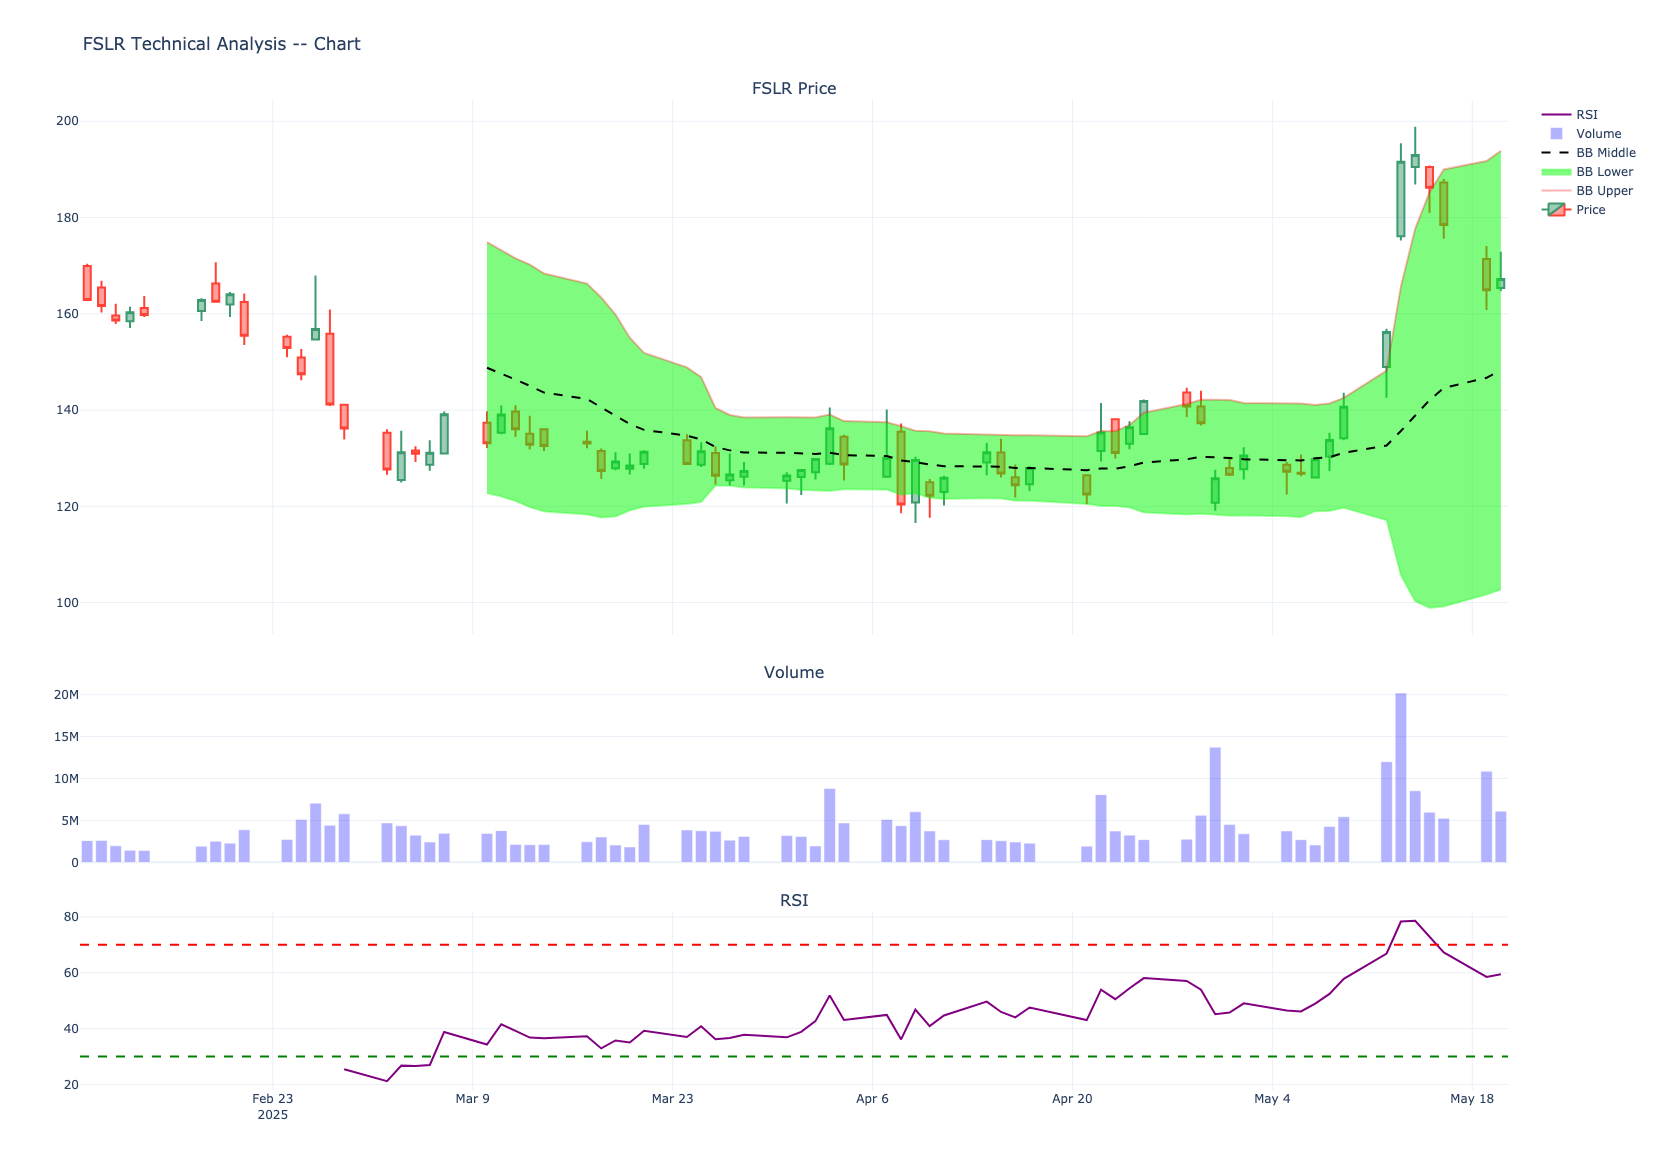 FSLR Technical Analysis -- Chart
FSLR Price
200
180
160
140
120
100
RSI
Volume
BB Middle
BB Lower
BB Upper
Price
Volume
20M
15M
10M
5M
0
RSI
80
60
40
20
Feb 23
2025
Mar 9
Mar 23
Apr 6
Apr 20
May 4
May 18